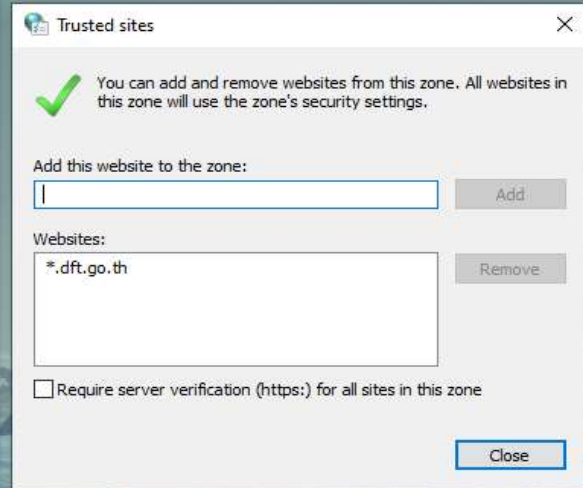 Trusted sites
You can add and remove websites from this zone. All websites in
this zone will use the zone's security settings.
Add this website to the zone:
Add
Websites:
*.dft.go.th
Remove
Require server verification (https:) for all sites in this zone
Close